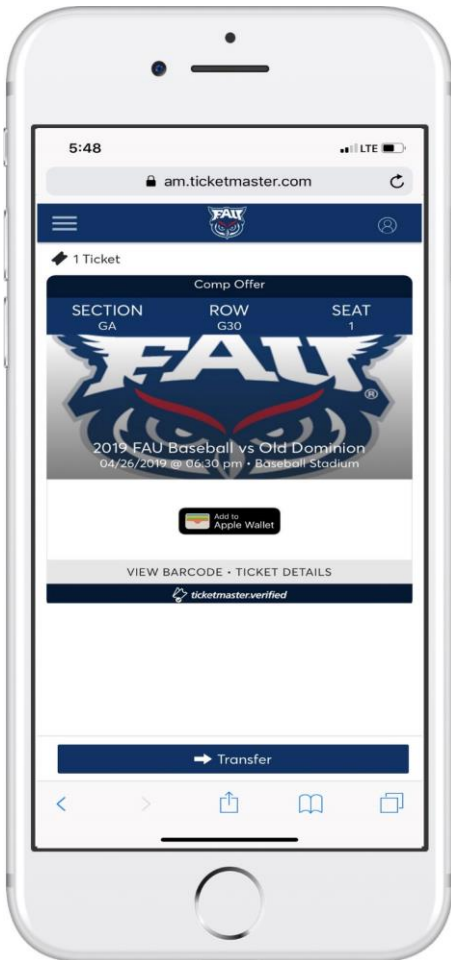 5:48
LTE
am.ticketmaster.com
FAU
1 Ticket
Comp Offer
SECTION ROW SEAT
GA G30 1
FAU®
2019 FAU Baseball vs Old Dominion
04/26/2019 @ 06:30 pm • Baseball Stadium
Add to
Apple Wallet
VIEW BARCODE • TICKET DETAILS
ticketmaster.verified
Transfer